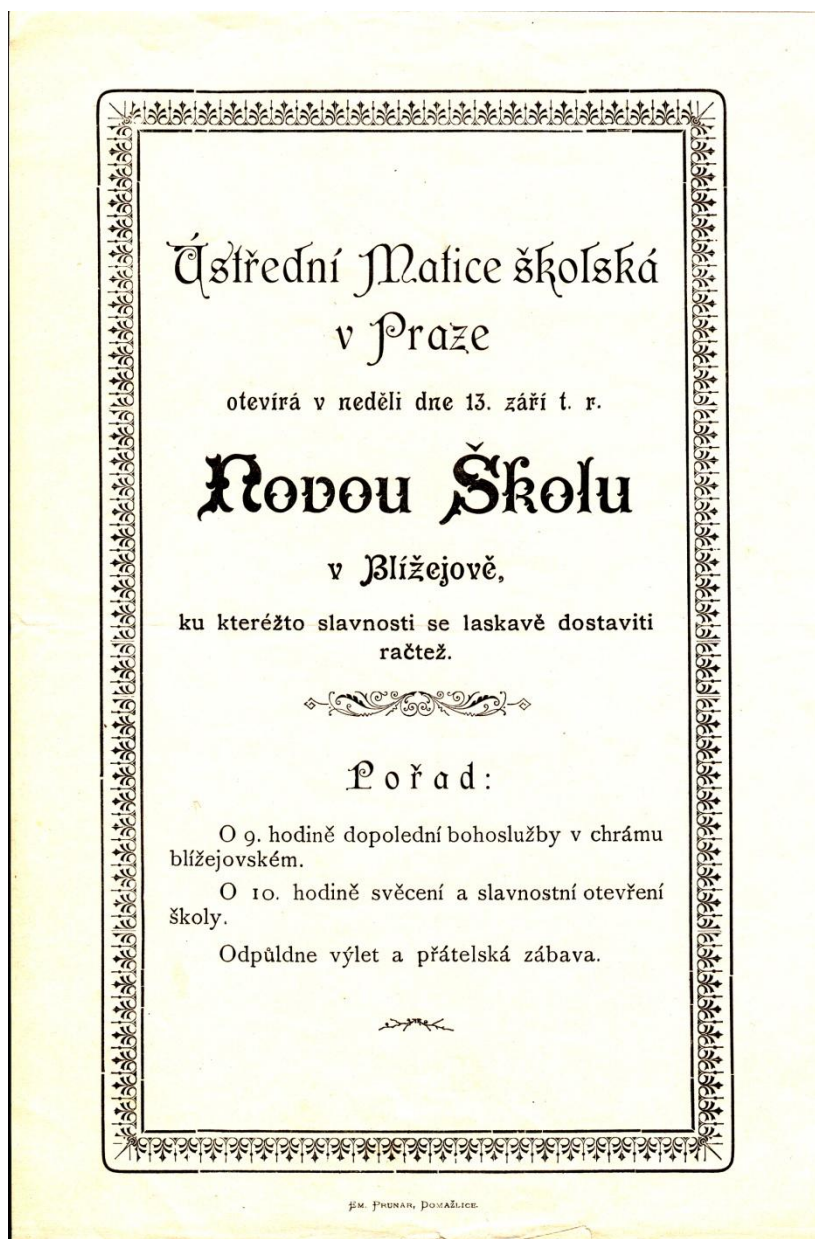 Ústřední Matice školská
v Praze
otevírá v neděli dne 13. září t. r.
Novou Školu
v Blížejově,
ku kteréžto slavnosti se laskavě dostaviti
račtež.
Pořad:
O 9. hodině dopolední bohoslužby v chrámu
blížejovském.
O 10. hodině svěcení a slavnostní otevření
školy.
Odpůldne výlet a přátelská zábava.
Em. Prunar, Domažlice.